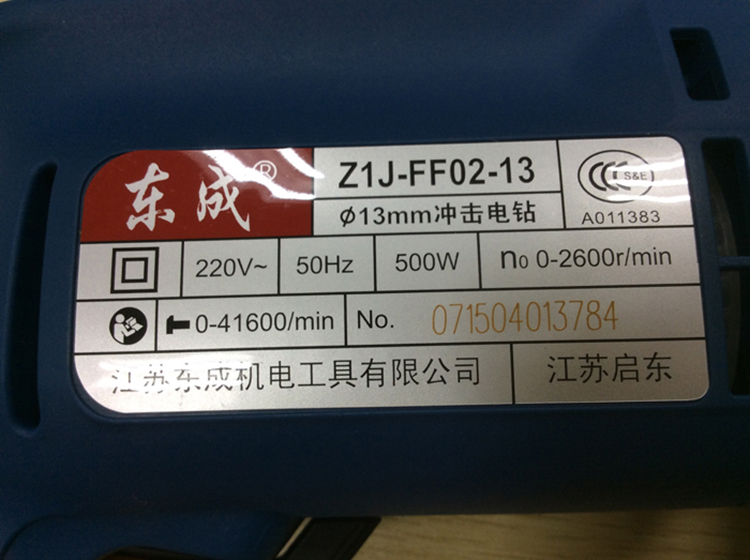 东成®
Z1J-FF02-13
Φ13mm冲击电钻
S&E
A011383
220V~ 50Hz 500W n0 0-2600r/min
0-41600/min No. 071504013784
江苏东成机电工具有限公司 江苏启东